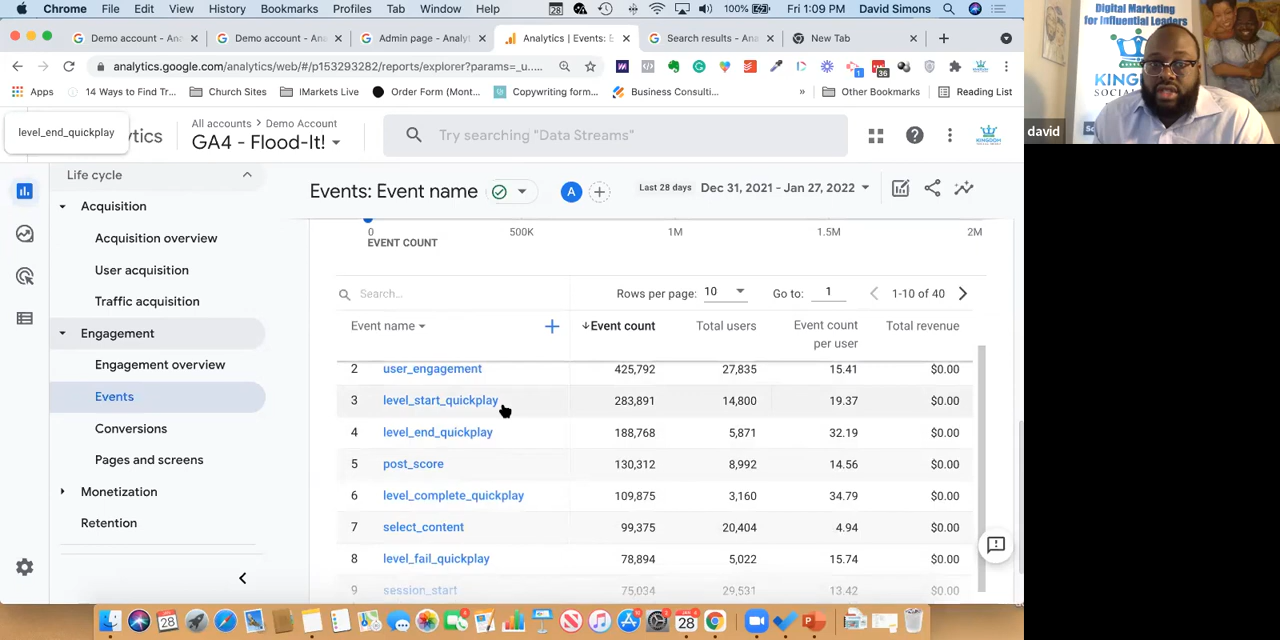 Chrome File Edit View History Bookmarks Profiles Tab Window Help 28 100% Fri 1:09 PM David Simons
Demo account - An Demo account - An Admin page - Analyt Analytics | Events: E Search results - An New Tab
analytics.google.com/analytics/web/#/p153293282/reports/explorer?params=_u..... 1 36
Apps 14 Ways to Find Tr... Church Sites IMarkets Live Orders (Mont... Copywriting form... Business Consulti... » Other Bookmarks Reading List
level_end_quickplay
All accounts > Demo Account
GA4 - Flood-It!
Try searching "Data Streams"
Life cycle
Acquisition
Acquisition overview
User acquisition
Traffic acquisition
Engagement
Engagement overview
Events
Conversions
Pages and screens
Monetization
Retention
Events: Event name A Last 28 days Dec 31, 2021 - Jan 27, 2022
0 500K 1M 1.5M 2M
EVENT COUNT
Search... Rows per page: 10 Go to: 1 1-10 of 40
Event name Event count Total users Event count per user Total revenue
2 user_engagement 425,792 27,835 15.41 $0.00
3 level_start_quickplay 283,891 14,800 19.37 $0.00
4 level_end_quickplay 188,768 5,871 32.19 $0.00
5 post_score 130,312 8,992 14.56 $0.00
6 level_complete_quickplay 109,875 3,160 34.79 $0.00
7 select_content 99,375 20,404 4.94 $0.00
8 level_fail_quickplay 78,894 5,022 15.74 $0.00
9 session_start 75,034 29,531 13.42 $0.00
28 28
Digital Marketing
for Influential Leaders
david